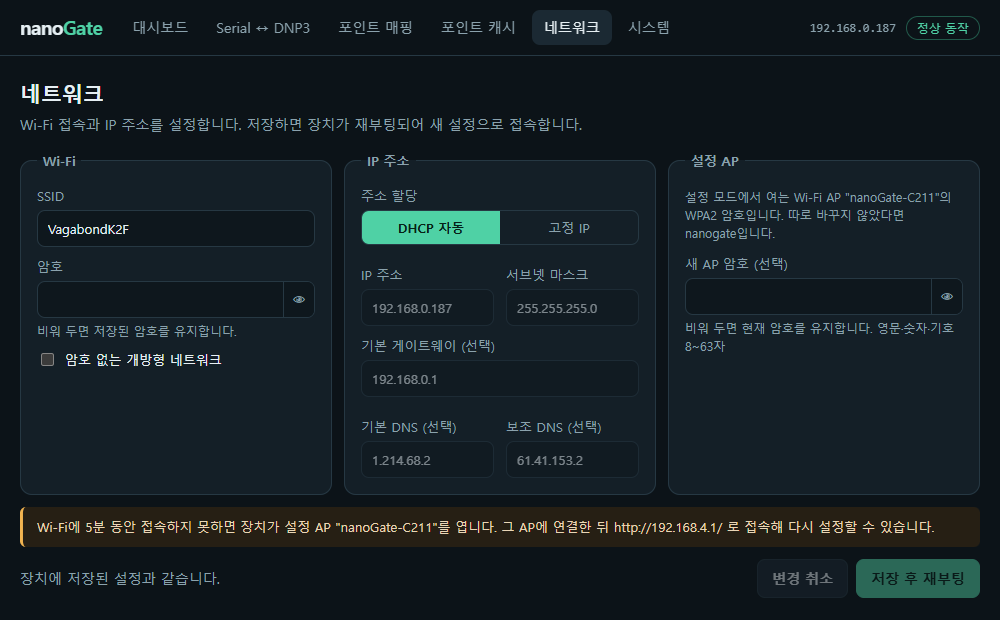 nanoGate 대시보드 Serial ↔ DNP3 포인트 매핑 포인트 캐시 네트워크 시스템 192.168.0.187 정상 동작
네트워크
Wi-Fi 접속과 IP 주소를 설정합니다. 저장하면 장치가 재부팅되어 새 설정으로 접속합니다.
Wi-Fi
SSID
VagabondK2F
암호
비워 두면 저장된 암호를 유지합니다.
암호 없는 개방형 네트워크
IP 주소
주소 할당
DHCP 자동 고정 IP
IP 주소 서브넷 마스크
192.168.0.187 255.255.255.0
기본 게이트웨이 (선택)
192.168.0.1
기본 DNS (선택) 보조 DNS (선택)
1.214.68.2 61.41.153.2
설정 AP
설정 모드에서 여는 Wi-Fi AP "nanoGate-C211"의
WPA2 암호입니다. 따로 바꾸지 않았다면
nanogate입니다.
새 AP 암호 (선택)
비워 두면 현재 암호를 유지합니다. 영문·숫자·기호
8~63자
Wi-Fi에 5분 동안 접속하지 못하면 장치가 설정 AP "nanoGate-C211"를 엽니다. 그 AP에 연결한 뒤 http://192.168.4.1/ 로 접속해 다시 설정할 수 있습니다.
장치에 저장된 설정과 같습니다.
변경 취소 저장 후 재부팅